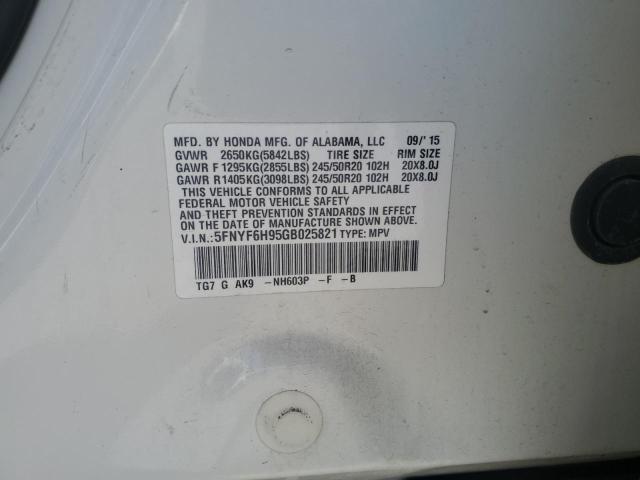 MFD. BY HONDA MFG. OF ALABAMA, LLC 09/'15
GVWR 2650KG(5842LBS) TIRE SIZE RIM SIZE
GAWR F 1295KG(2855LBS) 245/50R20 102H 20X8.0J
GAWR R 1405KG(3098LBS) 245/50R20 102H 20X8.0J
THIS VEHICLE CONFORMS TO ALL APPLICABLE
FEDERAL MOTOR VEHICLE SAFETY
AND THEFT PREVENTION STANDARDS IN EFFECT
ON THE DATE OF MANUFACTURE SHOWN ABOVE.
V.I.N.: 5FNYF6H95GB025821 TYPE: MPV
TG7 G AK9 -NH603P -F -B